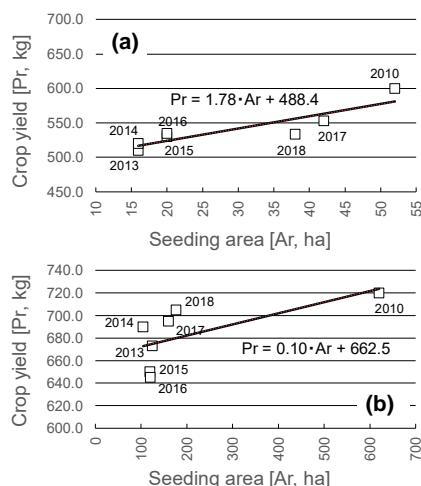 700.0
(a)
650.0
2010
600.0
Pr = 1.78·Ar + 488.4
2014
2016
550.0
2017
2015
2018
500.0
2013
450.0
10 15 20 25 30 35 40 45 50 55
Crop yield [Pr, kg]
Seeding area [Ar, ha]
740.0
720.0
2018
2010
700.0
2014
2017
680.0
2013
Pr = 0.10·Ar + 662.5
660.0
2015
640.0
2016
620.0
(b)
600.0
0 100 200 300 400 500 600 700
Crop yield [Pr, kg]
Seeding area [Ar, ha]